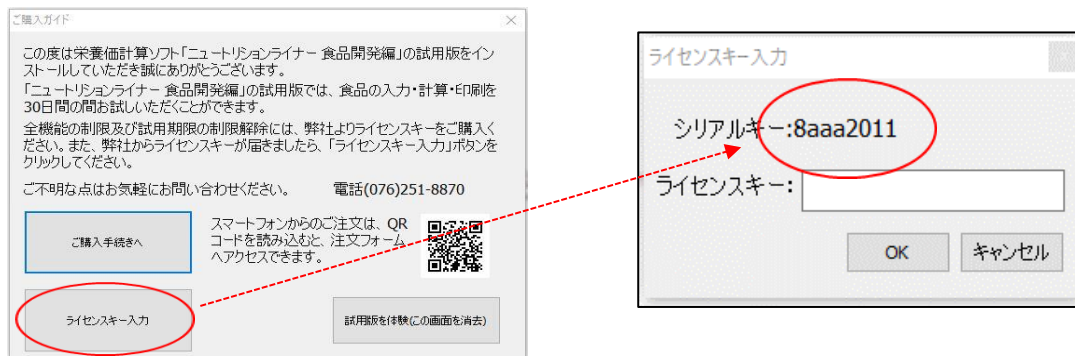 ご購入ガイド
この度は栄養価計算ソフト「ニュートリションライナー 食品開発編」の試用版をイン
ストールしていただき誠にありがとうございます。
「ニュートリションライナー 食品開発編」の試用版では、食品の入力・計算・印刷を
30日間の間お試しいただくことができます。
全機能の制限及び試用期限の制限解除には、弊社よりライセンスキーをご購入く
ださい。また、弊社からライセンスキーが届きましたら、「ライセンスキー入力」ボタンを
クリックしてください。
ご不明な点はお気軽にお問い合わせください。 電話(076)251-8870
ご購入手続きへ
スマートフォンからのご注文は、QR
コードを読み込むと、注文フォーム
へアクセスできます。
ライセンスキー入力
試用版を体験(この画面を消去)
ライセンスキー入力
シリアルキー:8aaa2011
ライセンスキー:
OK
キャンセル